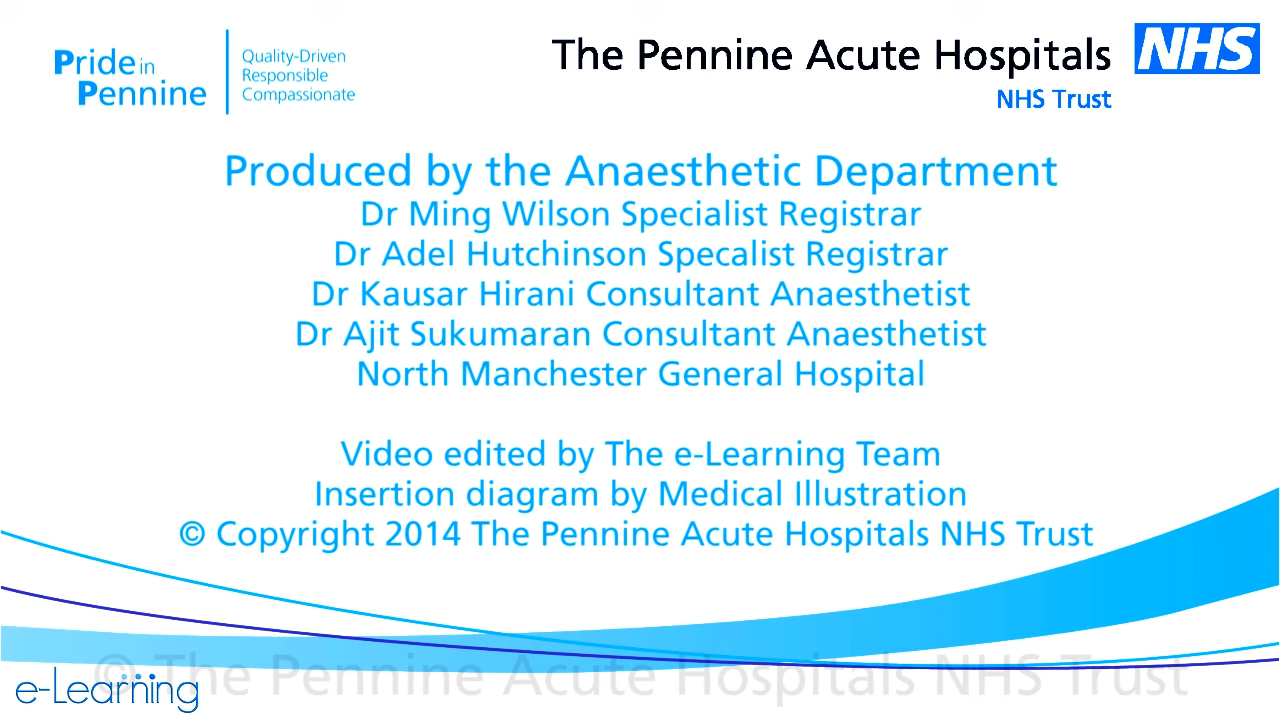 Pride in
Pennine
Quality-Driven
Responsible
Compassionate
The Pennine Acute Hospitals
NHS
NHS Trust
Produced by the Anaesthetic Department
Dr Ming Wilson Specialist Registrar
Dr Adel Hutchinson Specalist Registrar
Dr Kausar Hirani Consultant Anaesthetist
Dr Ajit Sukumaran Consultant Anaesthetist
North Manchester General Hospital
Video edited by The e-Learning Team
Insertion diagram by Medical Illustration
© Copyright 2014 The Pennine Acute Hospitals NHS Trust
© The Pennine Acute Hospitals NHS Trust
e-Learning